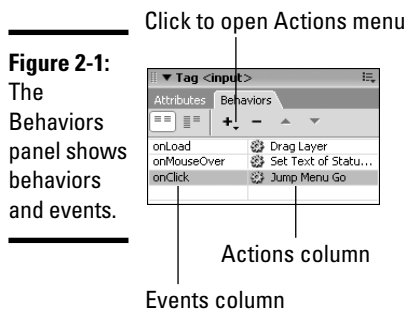 Click to open Actions menu
Figure 2-1:
The
Behaviors
panel shows
behaviors
and events.
Tag <input>
Attributes Behaviors
onLoad Drag Layer
onMouseOver Set Text of Statu...
onClick Jump Menu Go
Actions column
Events column